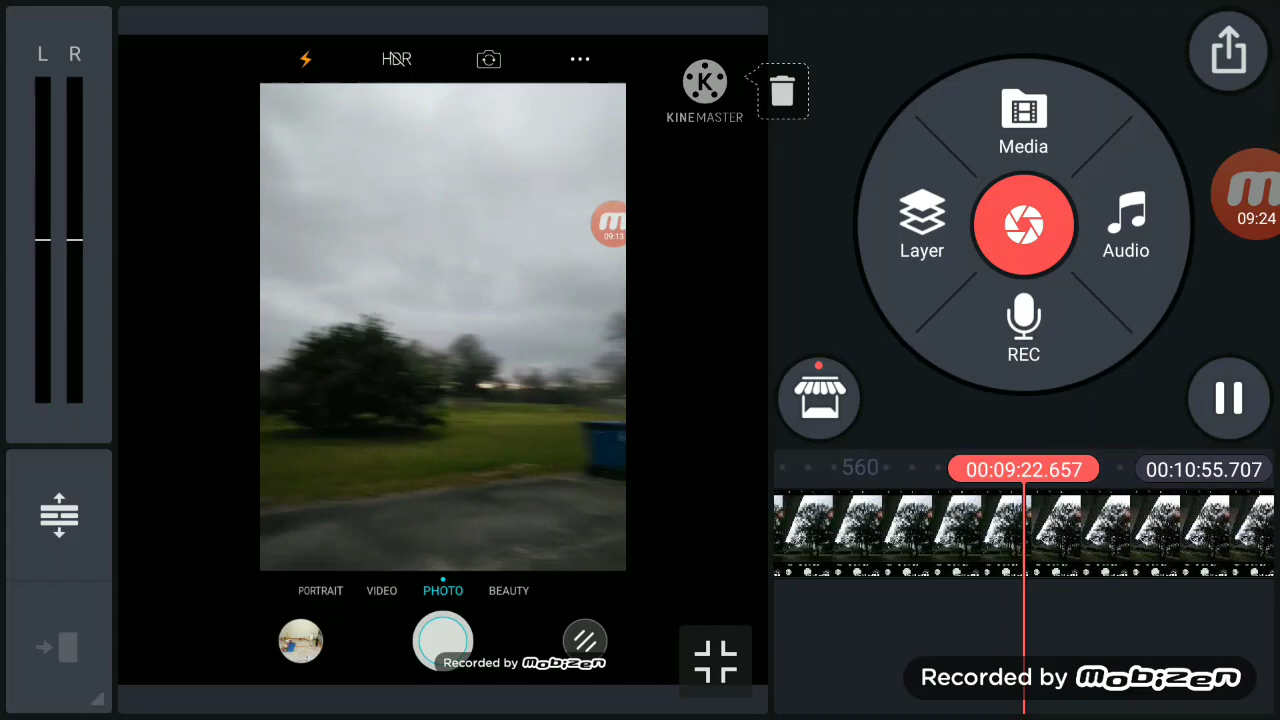 L R
HDR
KINEMASTER
09:13
PORTRAIT VIDEO PHOTO BEAUTY
Recorded by mobizen
Media
Layer
Audio
REC
m
09:24
560
00:09:22.657
00:10:55.707
Recorded by mobizen